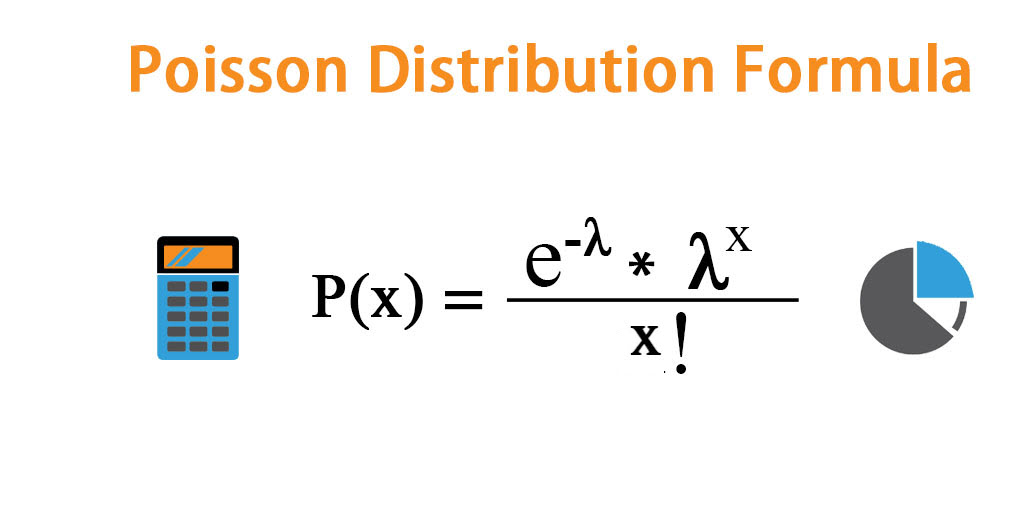 Poisson Distribution Formula
P(x) = e^-λ * λ^x / x!